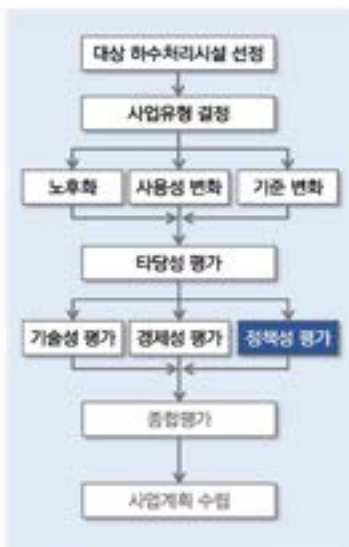 대상 하수처리시설 선정
사업유형 결정
노후화 사용성 변화 기준 변화
타당성 평가
기술성 평가 경제성 평가 정책성 평가
종합평가
사업계획 수립